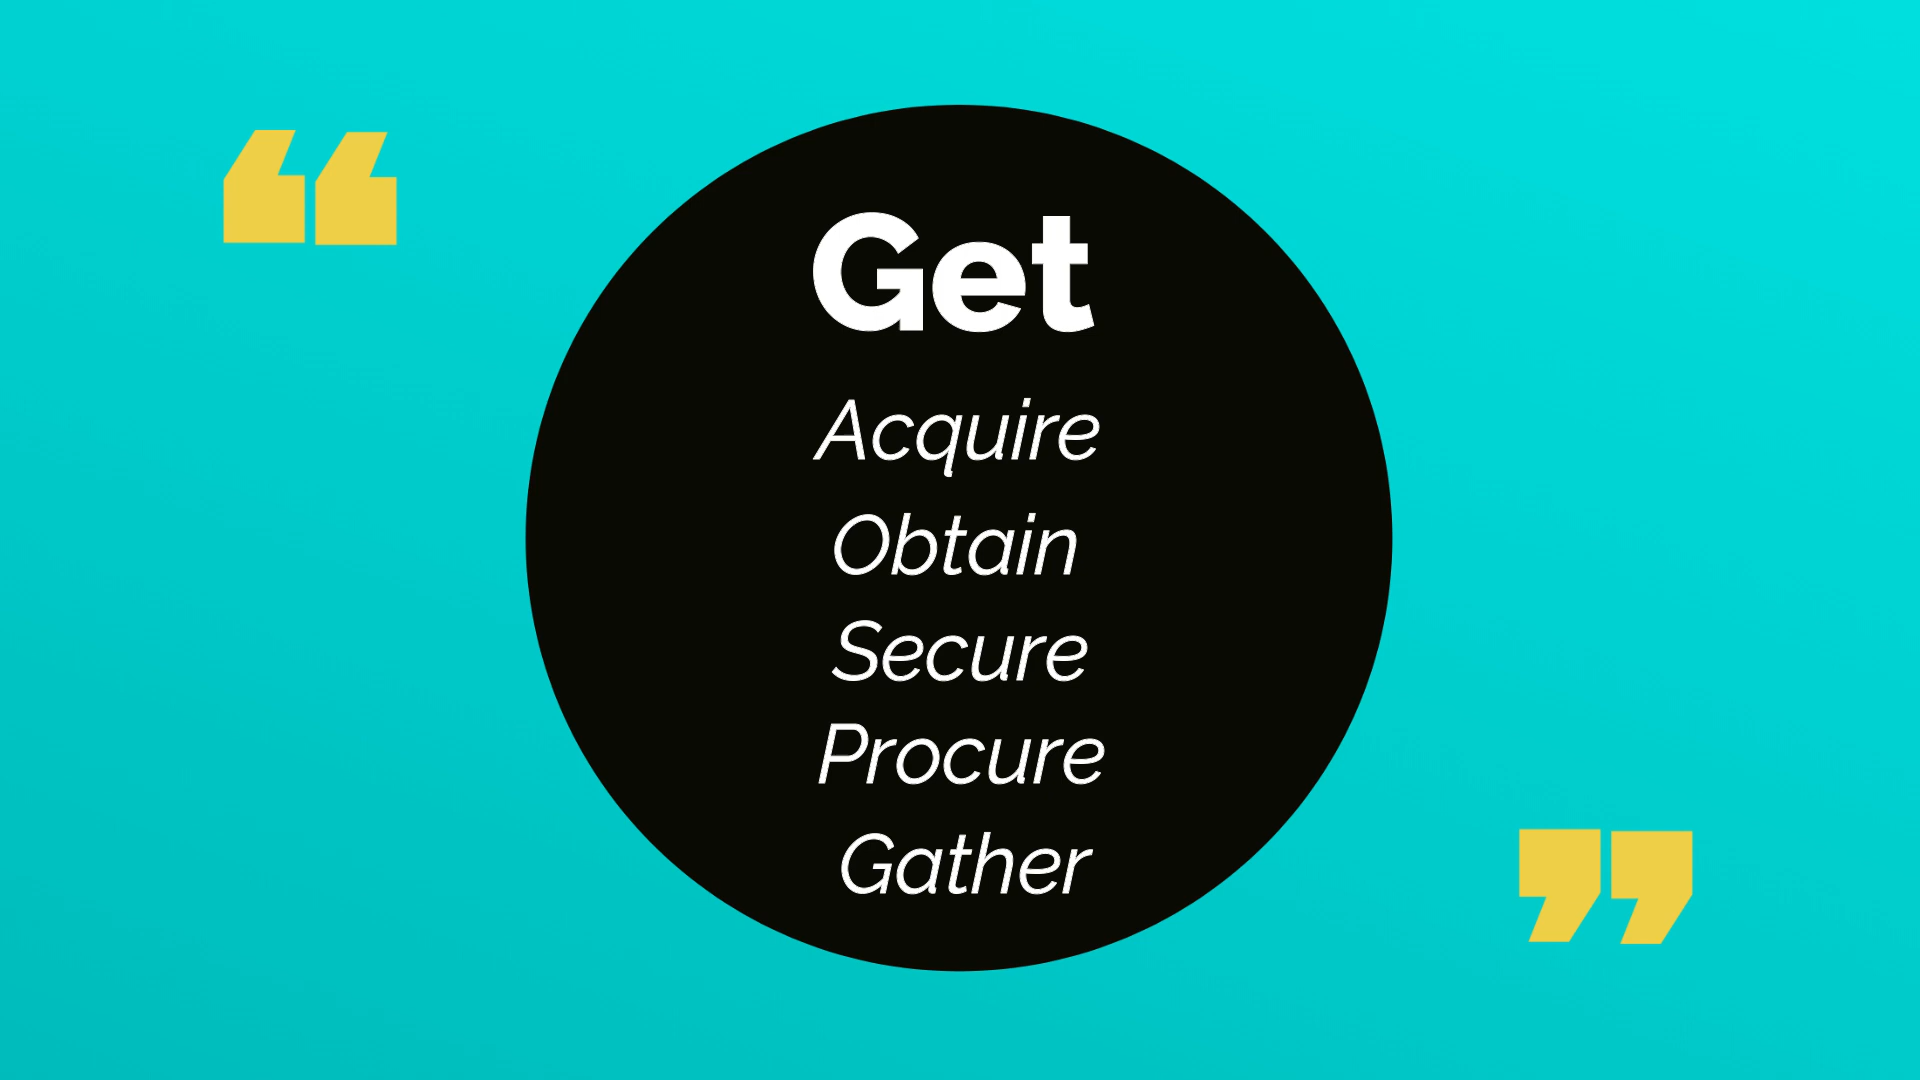 “
Get
Acquire
Obtain
Secure
Procure
Gather
”